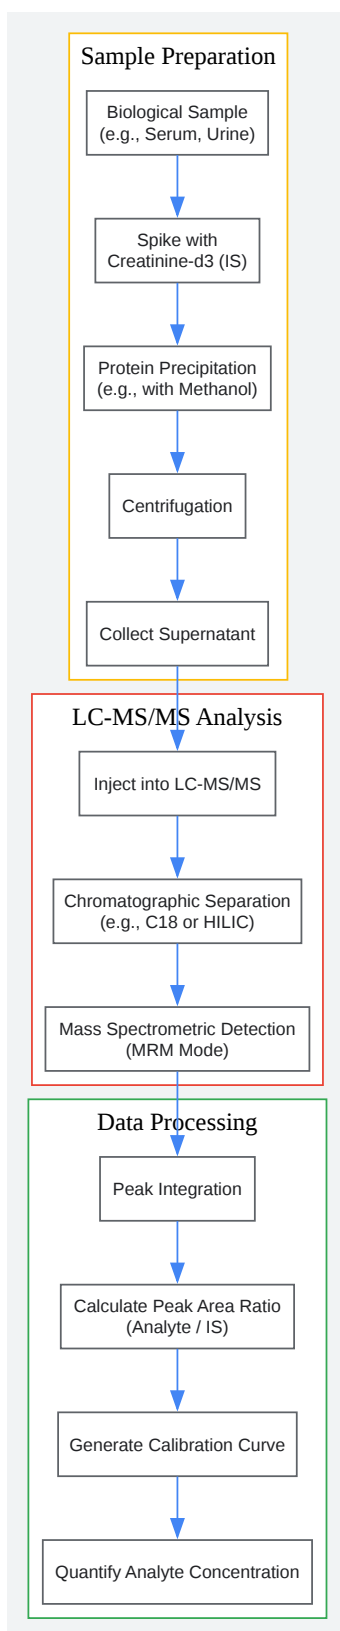 Sample Preparation
Biological Sample
(e.g., Serum, Urine)
Spike with
Creatinine-d3 (IS)
Protein Precipitation
(e.g., with Methanol)
Centrifugation
Collect Supernatant
LC-MS/MS Analysis
Inject into LC-MS/MS
Chromatographic Separation
(e.g., C18 or HILIC)
Mass Spectrometric Detection
(MRM Mode)
Data Processing
Peak Integration
Calculate Peak Area Ratio
(Analyte / IS)
Generate Calibration Curve
Quantify Analyte Concentration